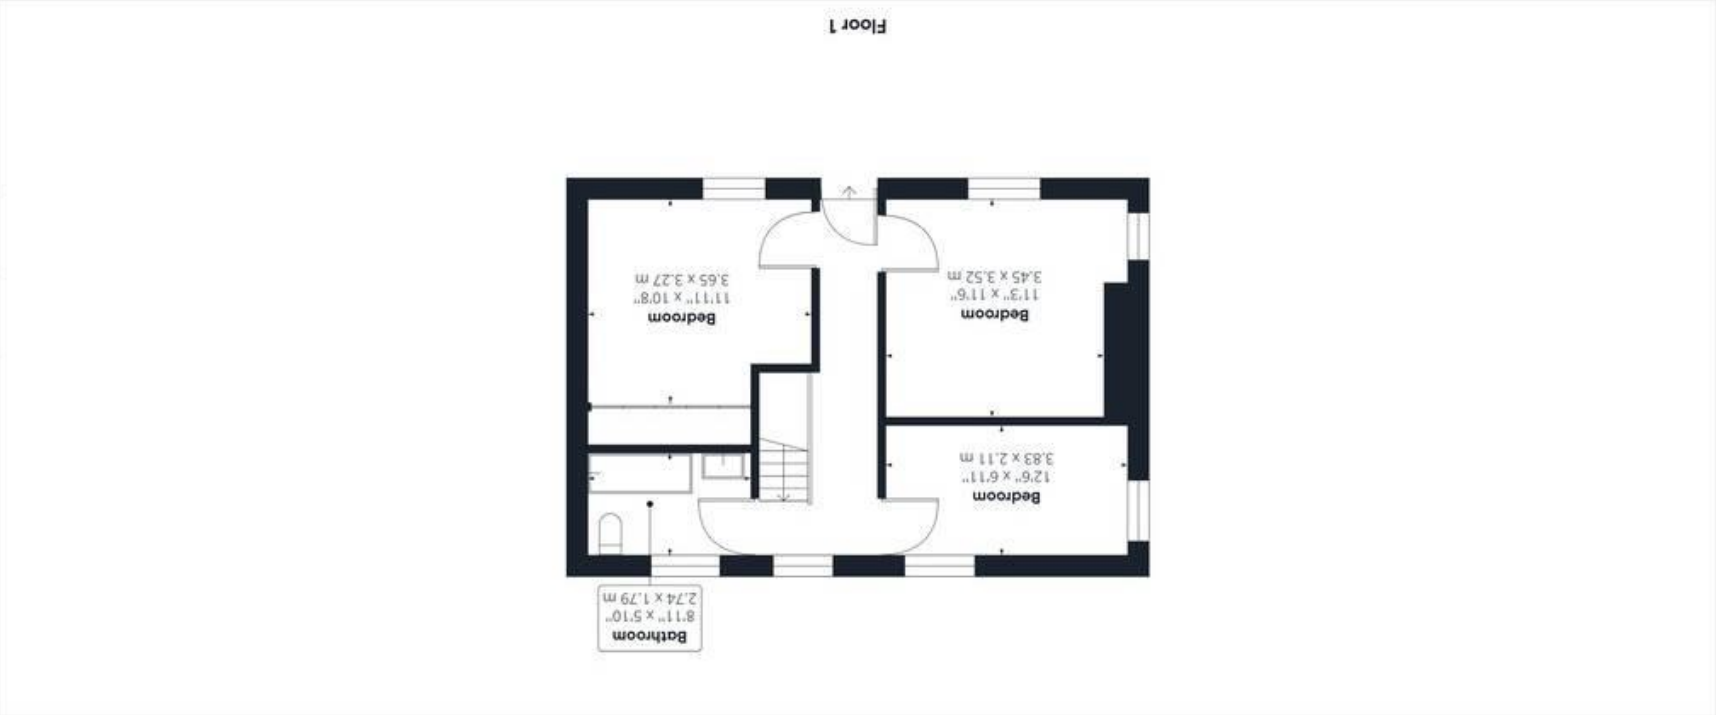 Bathroom
8'11" x 5'10"
2.74 x 1.79 m
Bedroom
12'6" x 6'11"
3.83 x 2.11 m
Bedroom
11'3" x 11'6"
3.45 x 3.52 m
Bedroom
11'11" x 10'8"
3.65 x 3.27 m
Floor 1